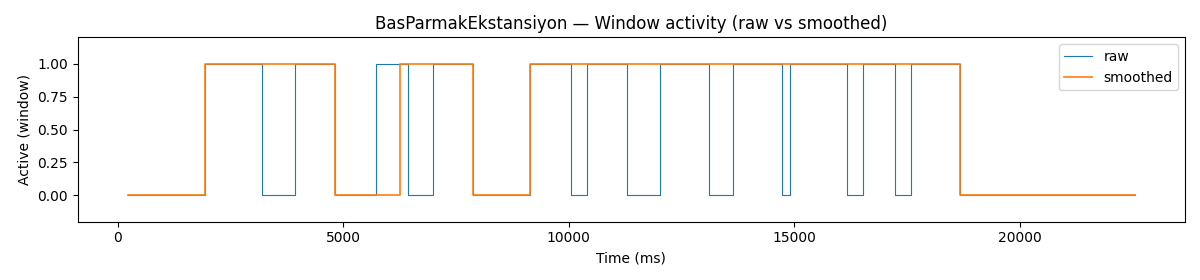 BasParmakEkstansiyon — Window activity (raw vs smoothed)
Active (window)
1.00
0.75
0.50
0.25
0.00
raw
smoothed
0 5000 10000 15000 20000
Time (ms)